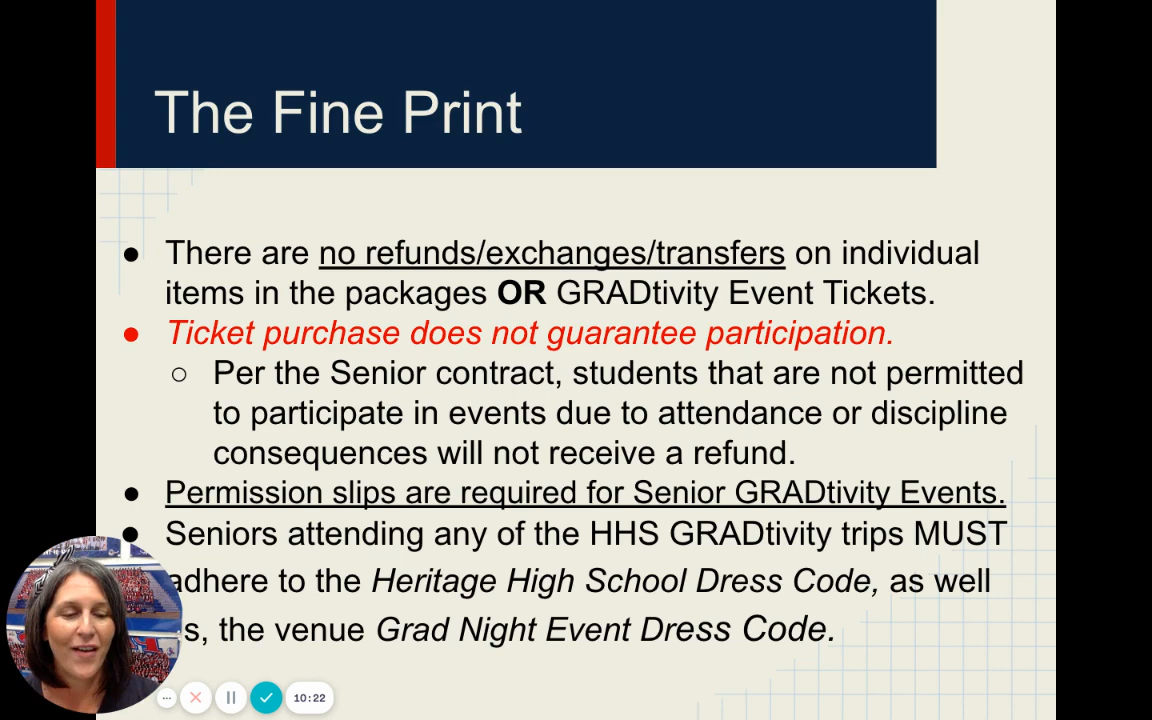 The Fine Print
● There are no refunds/exchanges/transfers on individual
items in the packages OR GRADtivity Event Tickets.
● Ticket purchase does not guarantee participation.
○ Per the Senior contract, students that are not permitted
to participate in events due to attendance or discipline
consequences will not receive a refund.
● Permission slips are required for Senior GRADtivity Events.
● Seniors attending any of the HHS GRADtivity trips MUST
adhere to the Heritage High School Dress Code, as well
s, the venue Grad Night Event Dress Code.
10:22